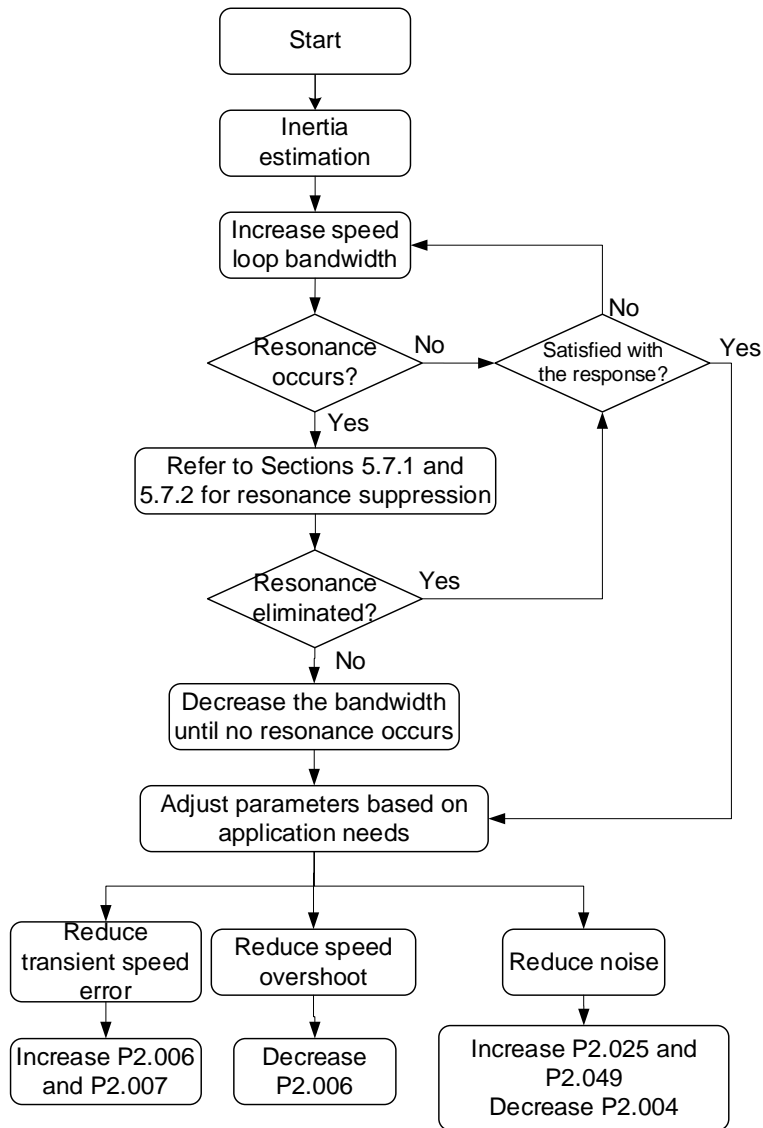 Start
Inertia
estimation
Increase speed
loop bandwidth
No
Resonance
occurs?
No
Satisfied with
the response?
Yes
Yes
Refer to Sections 5.7.1 and
5.7.2 for resonance suppression
Resonance
eliminated?
Yes
No
Decrease the bandwidth
until no resonance occurs
Adjust parameters based on
application needs
Reduce
transient speed
error
Reduce speed
overshoot
Reduce noise
Increase P2.006
and P2.007
Decrease
P2.006
Increase P2.025 and
P2.049
Decrease P2.004